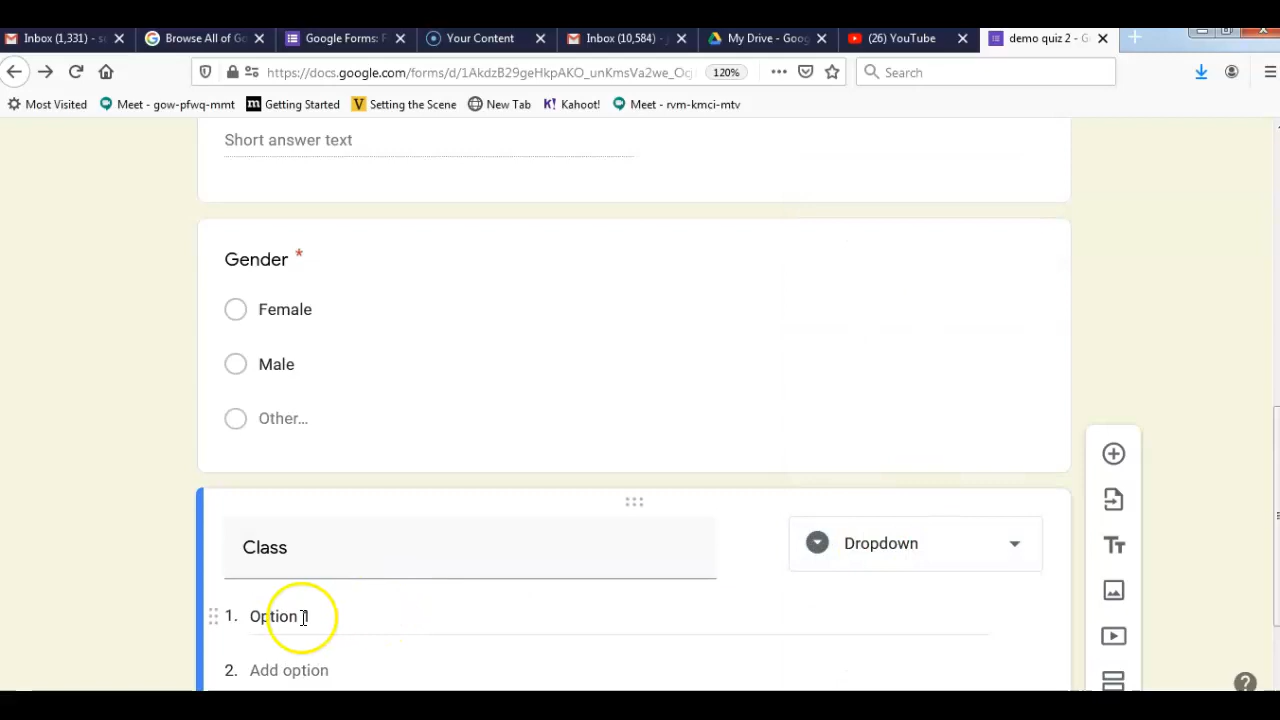 Inbox (1,331) - se
Browse All of Go
Google Forms: F
Your Content
Inbox (10,584) - j
My Drive - Goog
(26) YouTube
demo quiz 2 - G
https://docs.google.com/forms/d/1AkdzB29geHkpAKO_unKmsVa2we_Og
120%
Search
Most Visited
Meet - gow-pfwq-mmt
Getting Started
Setting the Scene
New Tab
Kahoot!
Meet - rvm-kmci-mtv
Short answer text
Gender *
Female
Male
Other...
Class
Dropdown
1. Option 1
2. Add option